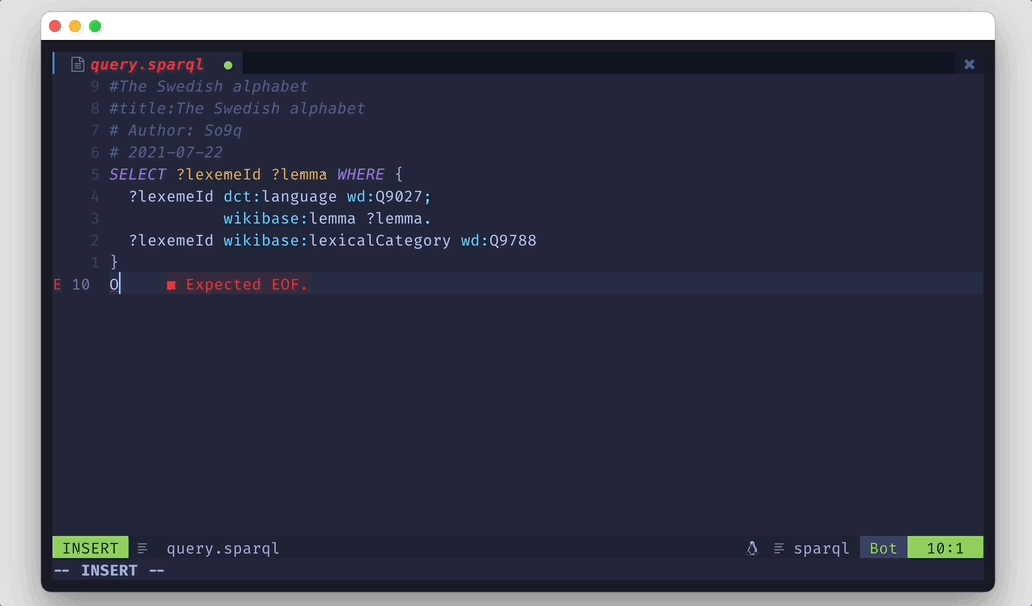 query.sparql
9 #The Swedish alphabet
8 #title:The Swedish alphabet
7 # Author: So9q
6 # 2021-07-22
5 SELECT ?lexemeId ?lemma WHERE {
4   ?lexemeId dct:language wd:Q9027;
3             wikibase:lemma ?lemma.
2   ?lexemeId wikibase:lexicalCategory wd:Q9788
1 }
E 10 O     ■ Expected EOF.
INSERT query.sparql sparql Bot 10:1
-- INSERT --